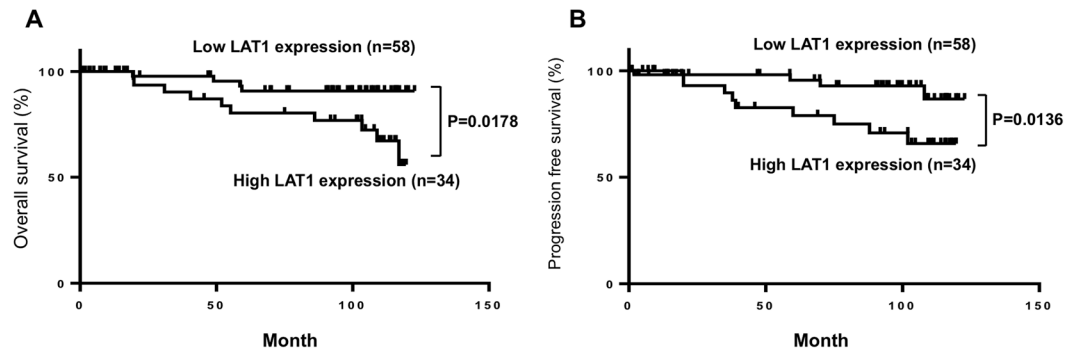 A
Low LAT1 expression (n=58)
100
50
0
Overall survival (%)
P=0.0178
High LAT1 expression (n=34)
0 50 100 150
Month
B
Low LAT1 expression (n=58)
100
50
0
Progression free survival (%)
P=0.0136
High LAT1 expression (n=34)
0 50 100 150
Month